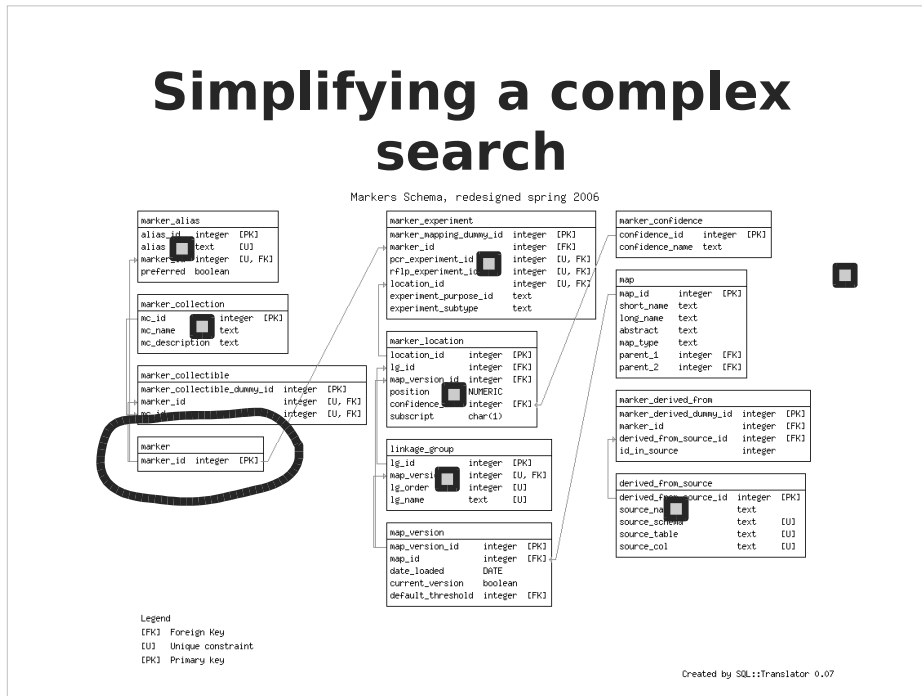 Simplifying a complex
search
Markers Schema, redesigned spring 2006
marker_alias
alias_id integer [PK]
alias text [U]
integer [U, FK]
preferred boolean
marker_collection
mc_id integer [PK]
mc_name text
mc_description text
marker_collectible
marker_collectible_dummy_id integer [PK]
marker_id integer [U, FK]
integer [U, FK]
marker
marker_id integer [PK]
marker_experiment
marker_mapping_dummy_id integer [PK]
marker_id integer [FK]
pcr_experiment_id integer [U, FK]
rflp_experiment_id integer [U, FK]
location_id integer [U, FK]
experiment_purpose_id text
experiment_subtype text
marker_location
location_id integer [PK]
lg_id integer [FK]
map_version_id integer [FK]
position NUMERIC
integer [FK]
subscript char(1)
linkage_group
lg_id integer [PK]
integer [U, FK]
lg_order integer [U]
lg_name text [U]
map_version
map_version_id integer [PK]
map_id integer [FK]
date_loaded DATE
current_version boolean
default_threshold integer [FK]
marker_confidence
confidence_id integer [PK]
confidence_name text
map
map_id integer [PK]
short_name text
long_name text
abstract text
map_type text
parent_1 integer [FK]
parent_2 integer [FK]
marker_derived_from
marker_derived_dummy_id integer [PK]
marker_id integer [FK]
derived_from_source_id integer [FK]
id_in_source integer
derived_from_source
derived_from_source_id integer [PK]
text
source_schema text [U]
source_table text [U]
source_col text [U]
Legend
[FK] Foreign Key
[U] Unique constraint
[PK] Primary key
Created by SQL::Translator 0.07